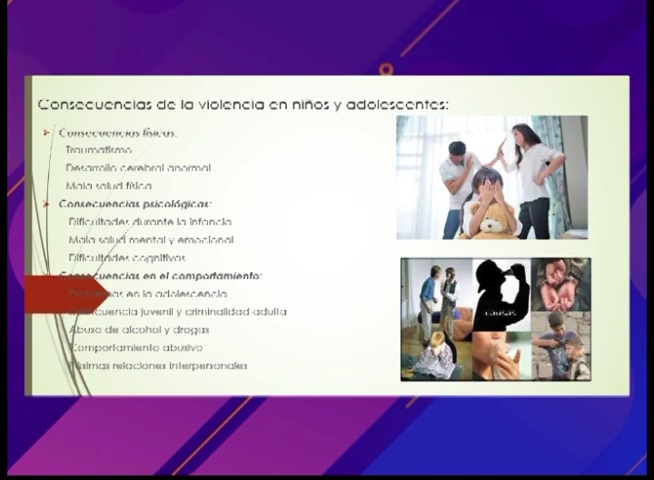 Consecuencias de la violencia en niños y adolescentes:
Consecuencias físicas:
Traumatismo
Desarrollo cerebral anormal
Mala salud física
Consecuencias psicológicas:
Dificultades durante la infancia
Mala salud mental y emocional
Dificultades cognitivas
Consecuencias en el comportamiento:
Problemas en la adolescencia
Delincuencia juvenil y criminalidad adulta
Abuso de alcohol y drogas
Comportamiento abusivo
Pésimas relaciones interpersonales
causas